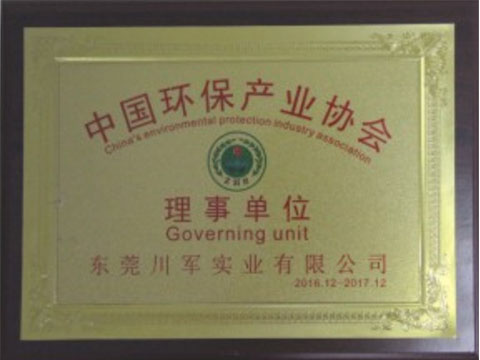 中国环保产业协会
China's environmental protection industry association
理事单位
Governing unit
东莞川军实业有限公司
2016.12-2017.12